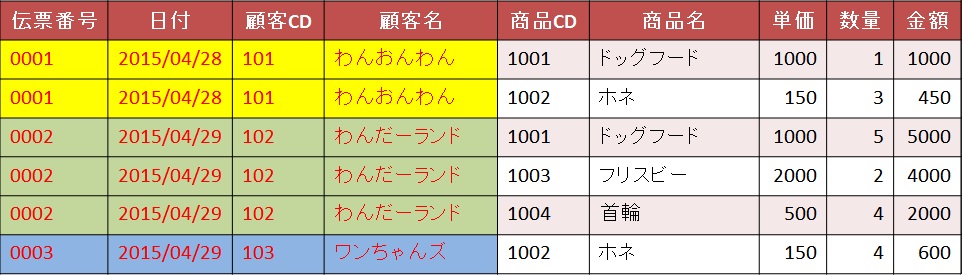 伝票番号 日付 顧客CD 顧客名 商品CD 商品名 単価 数量 金額
0001 2015/04/28 101 わんおんわん 1001 ドッグフード 1000 1 1000
0001 2015/04/28 101 わんおんわん 1002 ホネ 150 3 450
0002 2015/04/29 102 わんだーランド 1001 ドッグフード 1000 5 5000
0002 2015/04/29 102 わんだーランド 1003 フリスビー 2000 2 4000
0002 2015/04/29 102 わんだーランド 1004 首輪 500 4 2000
0003 2015/04/29 103 ワンちゃんズ 1002 ホネ 150 4 600